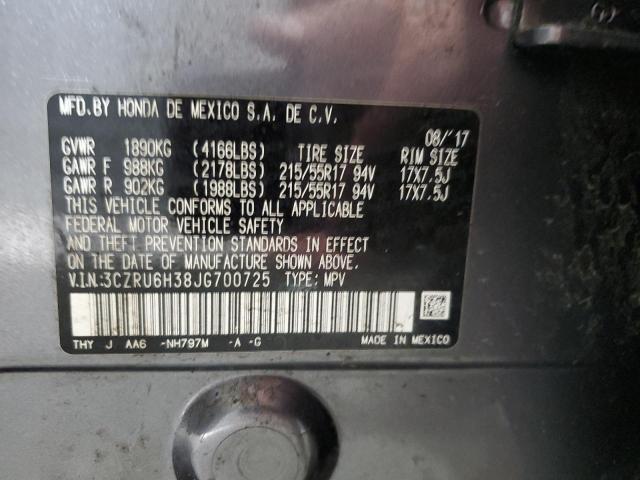 MFD. BY HONDA DE MEXICO S.A. DE C.V. 08/'17
GVWR 1890KG (4166LBS) TIRE SIZE RIM SIZE
GAWR F 988KG (2178LBS) 215/55R17 94V 17X7.5J
GAWR R 902KG (1988LBS) 215/55R17 94V 17X7.5J
THIS VEHICLE CONFORMS TO ALL APPLICABLE
FEDERAL MOTOR VEHICLE SAFETY
AND THEFT PREVENTION STANDARDS IN EFFECT
ON THE DATE OF MANUFACTURE SHOWN ABOVE.
V.I.N:3CZRU6H38JG700725 TYPE: MPV
THY J AA6 -NH797M -A -G MADE IN MEXICO